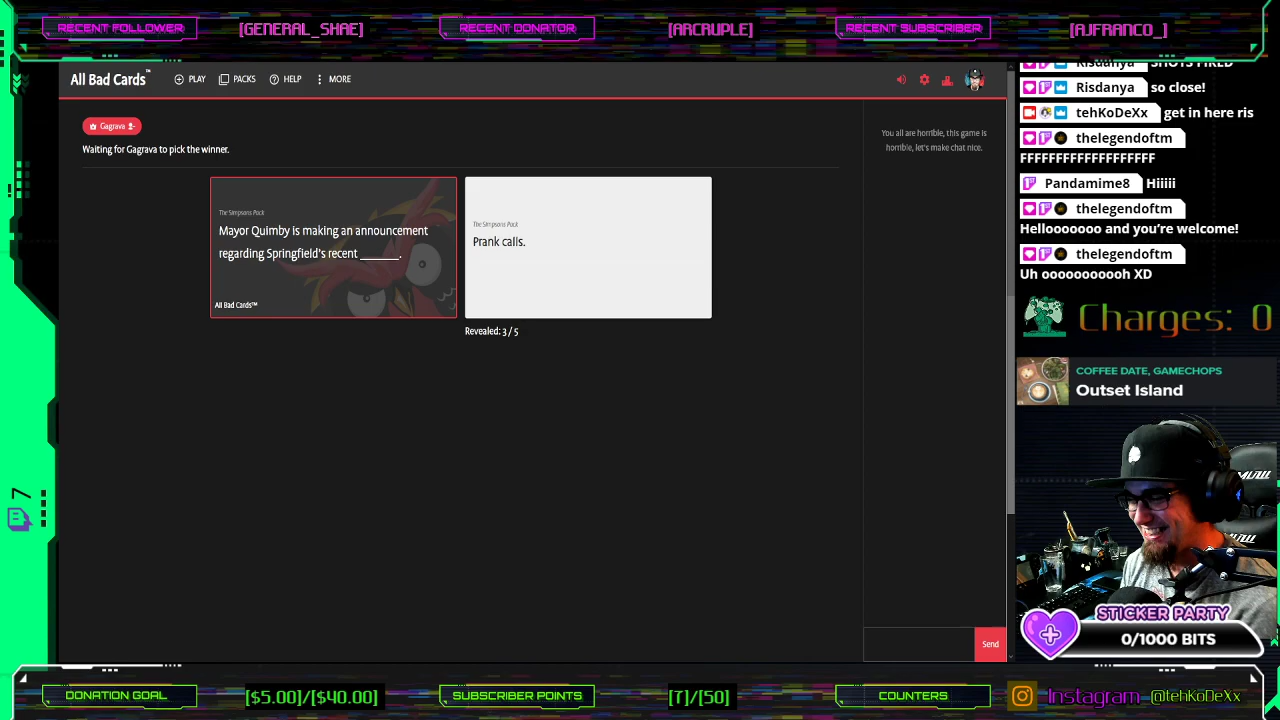 RECENT FOLLOWER
[GENERAL_SHAE]
RECENT DONATOR
[ARCRUPLE]
RECENT SUBSCRIBER
[AJFRANCO_]
All Bad Cards™
PLAY
PACKS
HELP
MORE
Gagrava
Waiting for Gagrava to pick the winner.
The Simpsons Pack
Mayor Quimby is making an announcement
regarding Springfield's recent _______.
All Bad Cards™
The Simpsons Pack
Prank calls.
Revealed: 3 / 5
You all are horrible, this game is
horrible, let's make chat nice.
Send
Risdanya SHOTS FIRED
Risdanya so close!
tehKoDeXx get in here ris
thelegendoftm
FFFFFFFFFFFFFFFFFFF
Pandamime8 Hiiiii
thelegendoftm
Hellooooooo and you're welcome!
thelegendoftm
Uh ooooooooooh XD
Charges: 0
COFFEE DATE, GAMECHOPS
Outset Island
7
STICKER PARTY
0/1000 BITS
DONATION GOAL
[$5.00]/[$40.00]
SUBSCRIBER POINTS
[7]/[50]
COUNTERS
Instagram @tehKoDeXx